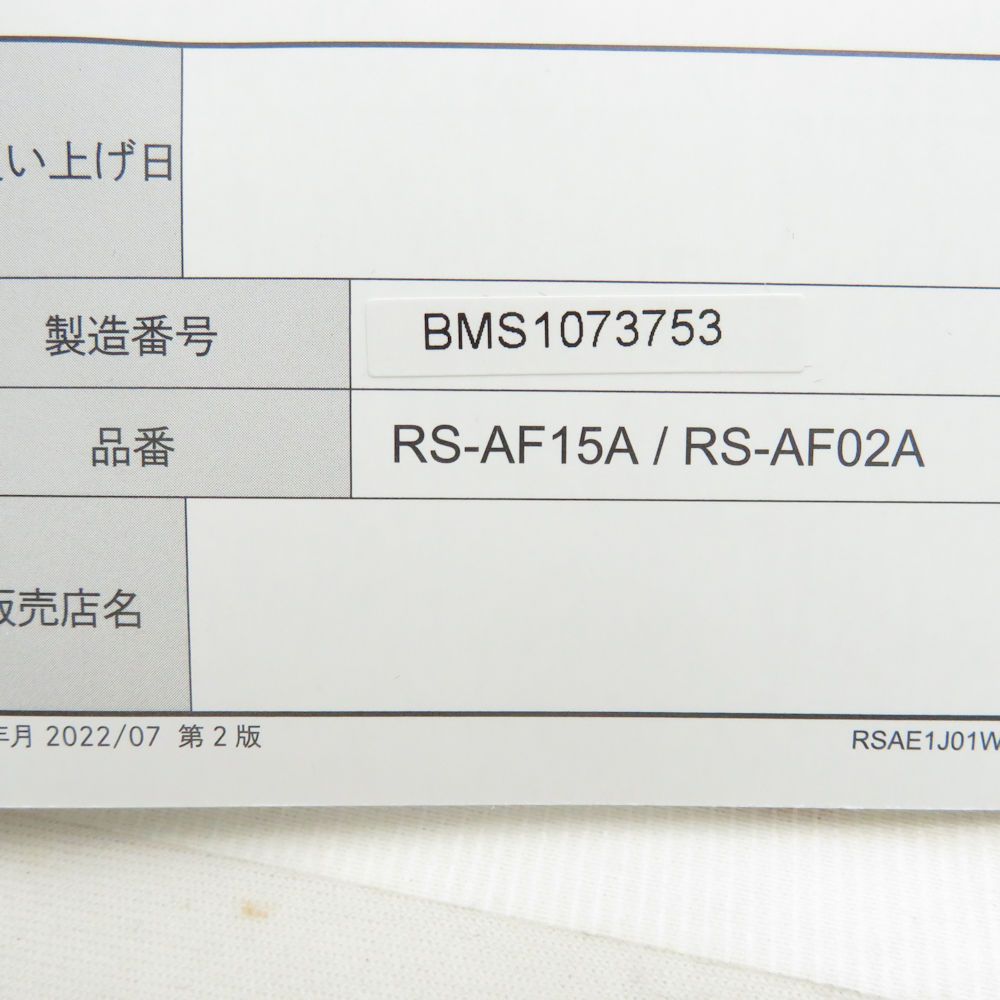 い上げ日
製造番号 BMS1073753
品番 RS-AF15A / RS-AF02A
販売店名
年月 2022/07 第2版 RSAE1J01W